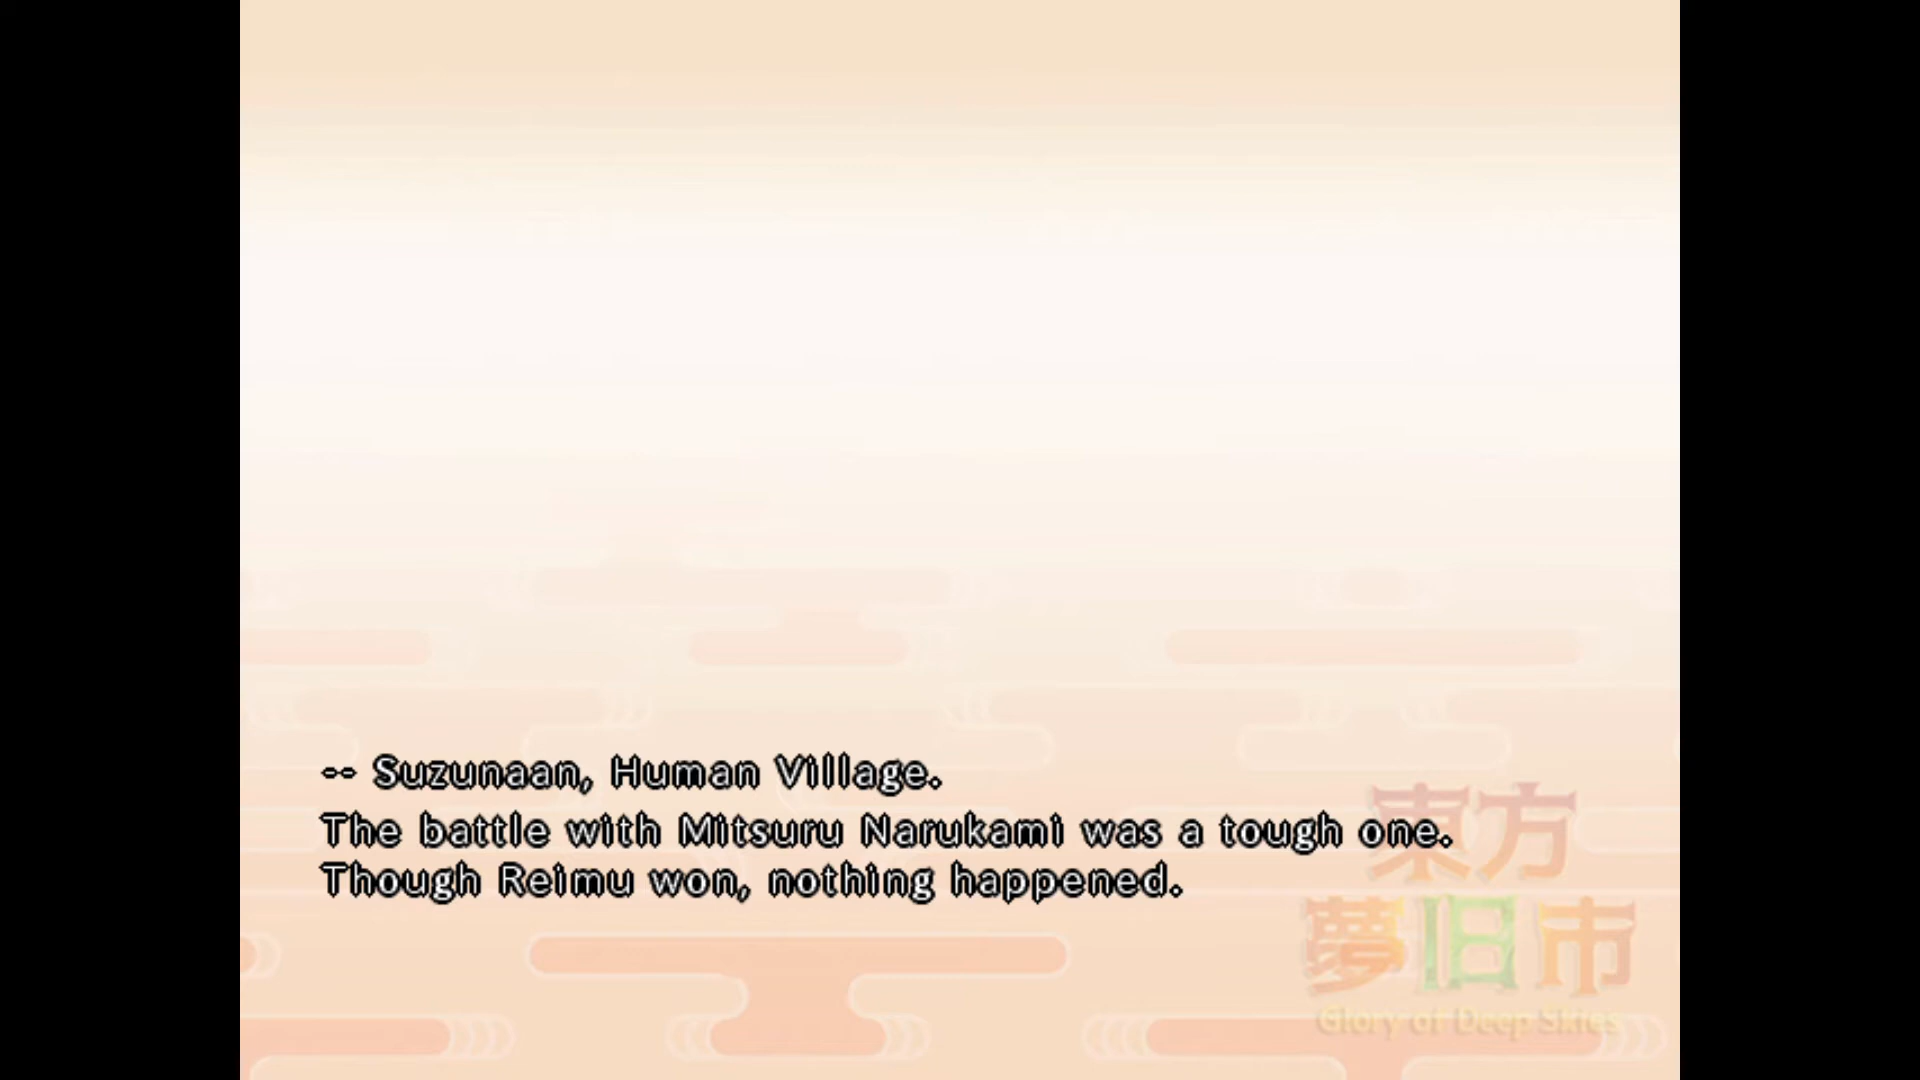 -- Suzunaan, Human Village.
The battle with Mitsuru Narukami was a tough one.
Though Reimu won, nothing happened.
東方
夢旧市
Glory of Deep Skies